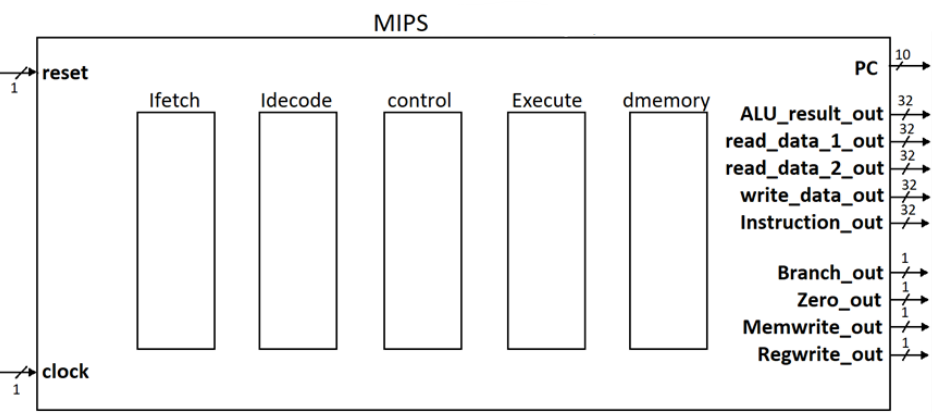 MIPS
reset
1
Ifetch
Idecode
control
Execute
dmemory
PC
10
ALU_result_out
32
read_data_1_out
32
read_data_2_out
32
write_data_out
32
Instruction_out
32
Branch_out
1
Zero_out
1
Memwrite_out
1
Regwrite_out
1
clock
1